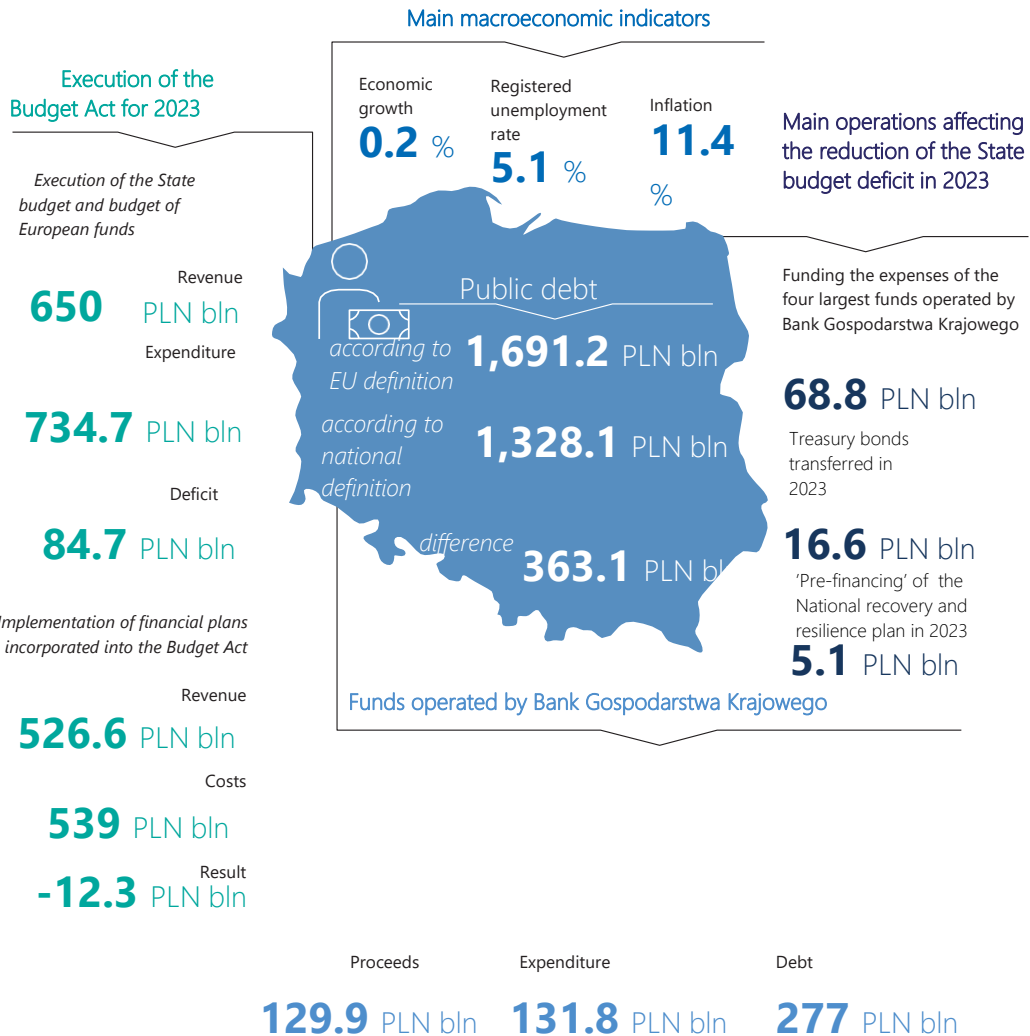 Main macroeconomic indicators
Economic
growth
0.2 %
Registered
unemployment
rate
5.1 %
Inflation
11.4
%
Execution of the
Budget Act for 2023
Execution of the State
budget and budget of
European funds
Revenue
650 PLN bln
Expenditure
734.7 PLN bln
Deficit
84.7 PLN bln
Implementation of financial plans
incorporated into the Budget Act
Revenue
526.6 PLN bln
Costs
539 PLN bln
Result
-12.3 PLN bln
Public debt
according to
EU definition
1,691.2 PLN bln
according to
national
definition
1,328.1 PLN bln
difference
363.1 PLN bln
Main operations affecting
the reduction of the State
budget deficit in 2023
Funding the expenses of the
four largest funds operated by
Bank Gospodarstwa Krajowego
68.8 PLN bln
Treasury bonds
transferred in
2023
16.6 PLN bln
'Pre-financing' of the
National recovery and
resilience plan in 2023
5.1 PLN bln
Funds operated by Bank Gospodarstwa Krajowego
Proceeds
129.9 PLN bln
Expenditure
131.8 PLN bln
Debt
277 PLN bln